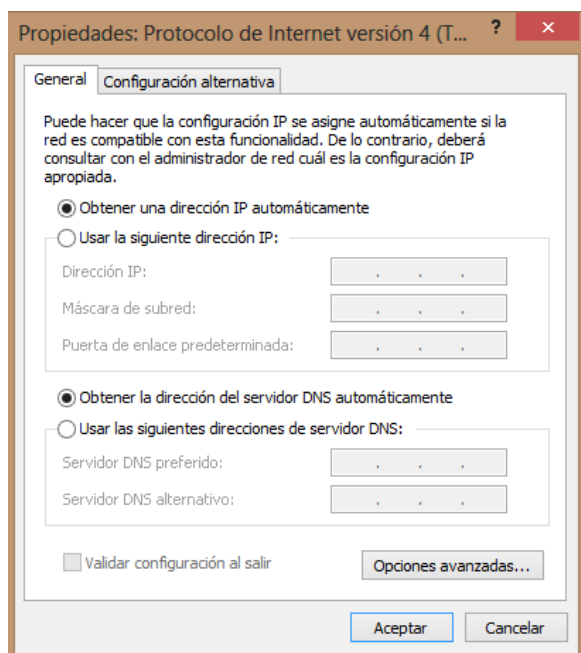 Propiedades: Protocolo de Internet versión 4 (T... ? ×
General Configuración alternativa
Puede hacer que la configuración IP se asigne automáticamente si la
red es compatible con esta funcionalidad. De lo contrario, deberá
consultar con el administrador de red cuál es la configuración IP
apropiada.
Obtener una dirección IP automáticamente
Usar la siguiente dirección IP:
Dirección IP:
. . .
Máscara de subred:
. . .
Puerta de enlace predeterminada:
. . .
Obtener la dirección del servidor DNS automáticamente
Usar las siguientes direcciones de servidor DNS:
Servidor DNS preferido:
. . .
Servidor DNS alternativo:
. . .
Validar configuración al salir
Opciones avanzadas...
Aceptar Cancelar